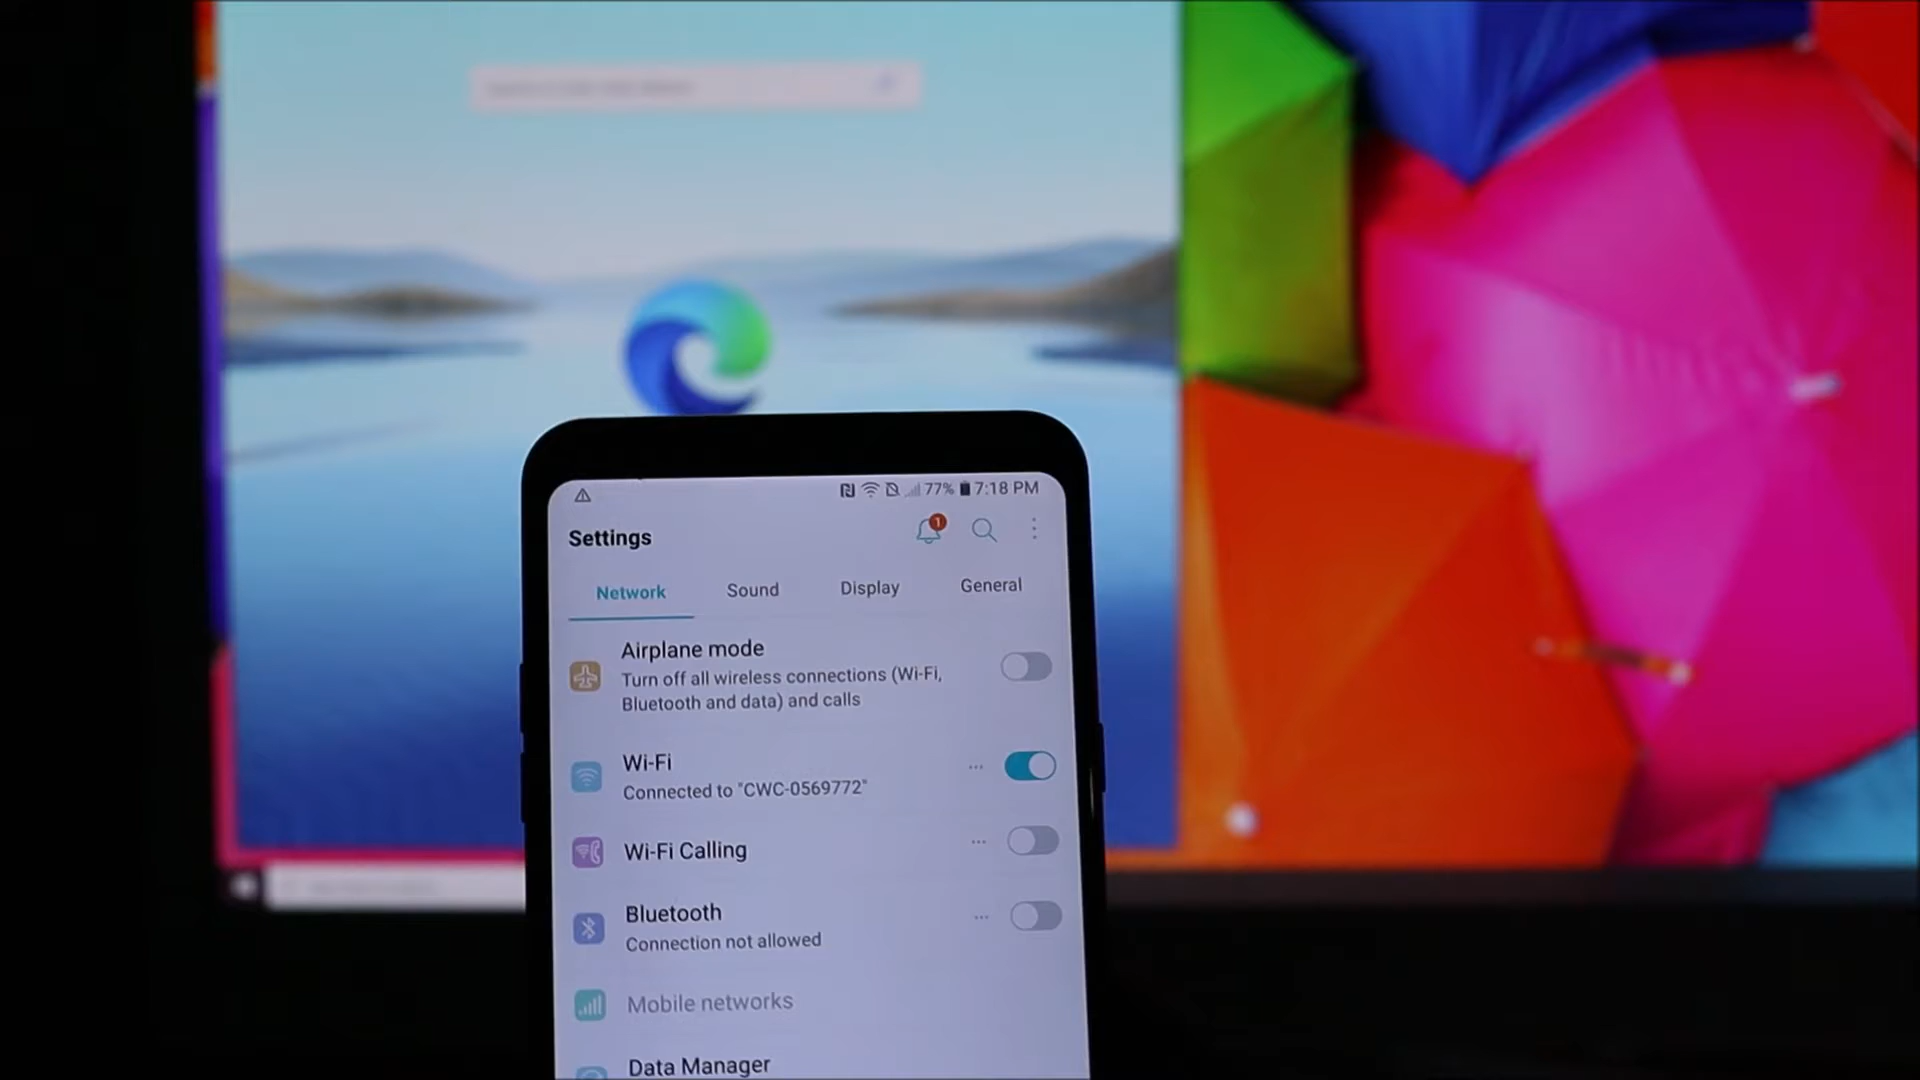 77% 7:18 PM
Settings
1
Network Sound Display General
Airplane mode
Turn off all wireless connections (Wi-Fi,
Bluetooth and data) and calls
Wi-Fi
Connected to "CWC-0569772"
Wi-Fi Calling
Bluetooth
Connection not allowed
Mobile networks
Data Manager